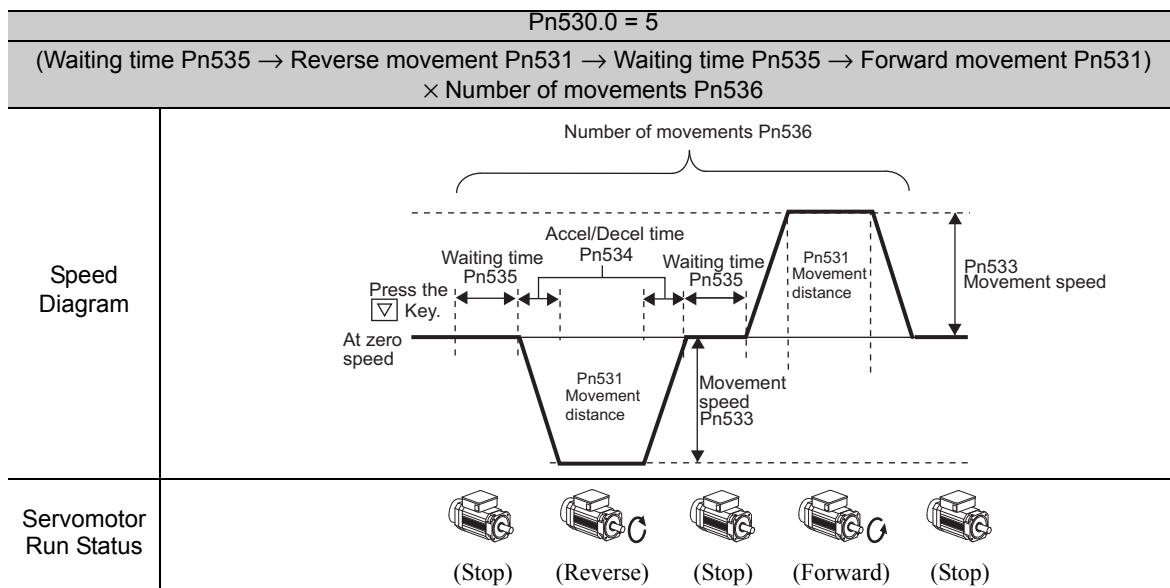 Pn530.0 = 5
(Waiting time Pn535 → Reverse movement Pn531 → Waiting time Pn535 → Forward movement Pn531)
× Number of movements Pn536
Speed
Diagram
Number of movements Pn536
Accel/Decel time
Pn534
Waiting time
Pn535
Waiting time
Pn535
Press the
▽ Key.
At zero
speed
Pn531
Movement
distance
Pn533
Movement speed
Pn531
Movement
distance
Movement
speed
Pn533
Servomotor
Run Status
(Stop) (Reverse) (Stop) (Forward) (Stop)